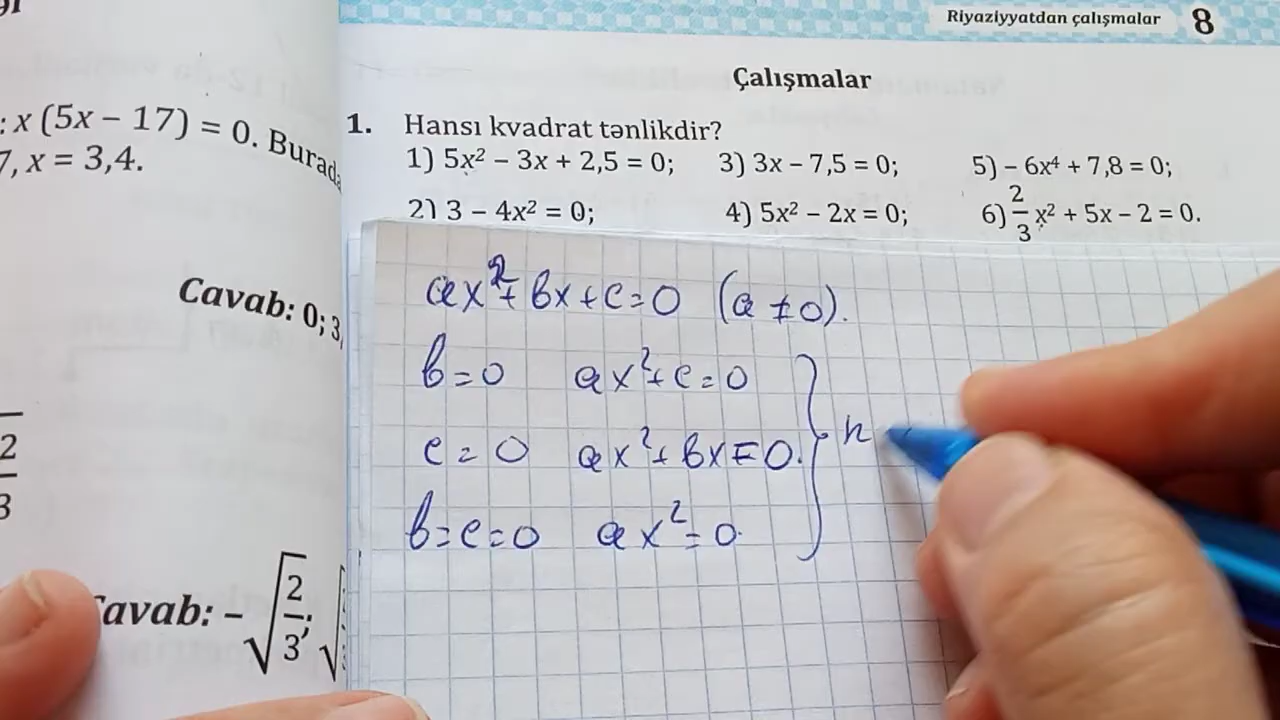 Riyaziyyatdan çalışmalar 8
Çalışmalar
: x (5x – 17) = 0. Burada
7, x = 3,4.
Cavab: 0; 3,
2
3
Cavab: – √2/3; √
1. Hansı kvadrat tənlikdir?
1) 5x² – 3x + 2,5 = 0; 3) 3x – 7,5 = 0; 5) – 6x⁴ + 7,8 = 0;
2) 3 – 4x² = 0; 4) 5x² – 2x = 0; 6) 2/3 x² + 5x – 2 = 0.
ax² + bx + c = 0 (a ≠ 0).
b = 0 ax² + c = 0
c = 0 ax² + bx = 0.
b = c = 0 ax² = 0.